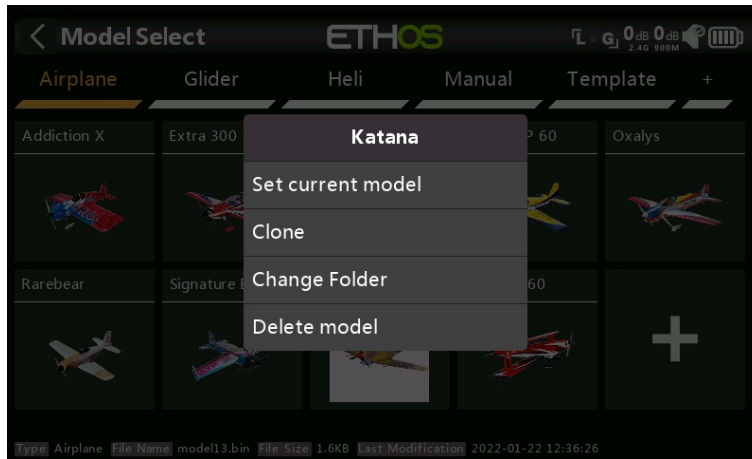 Model Select ETHOS L G 0dB 0dB
2.4G 900M
Airplane Glider Heli Manual Template +
Addiction X Extra 300 P 60 Oxalys
Katana
Set current model
Clone
Change Folder
Delete model
Rarebear Signature 60
Type Airplane File Name model13.bin File Size 1.6KB Last Modification 2022-01-22 12:36:26